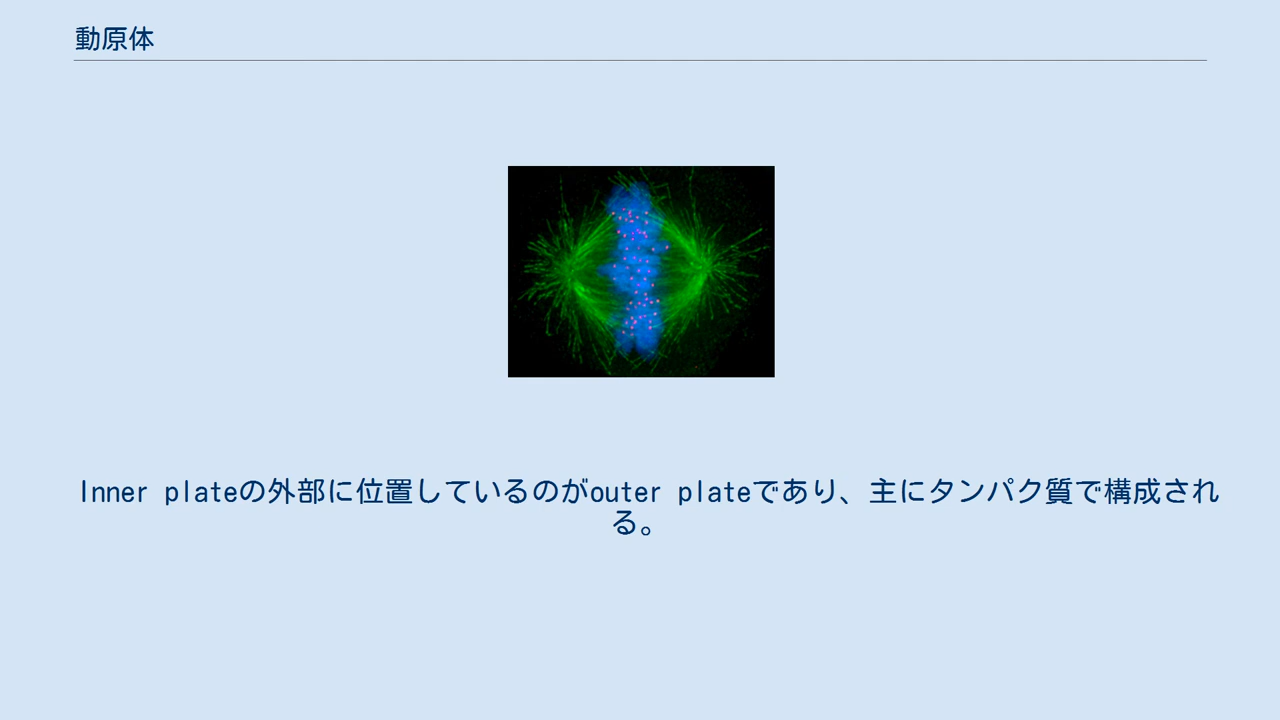 動原体
Inner plateの外部に位置しているのがouter plateであり、主にタンパク質で構成され
る。